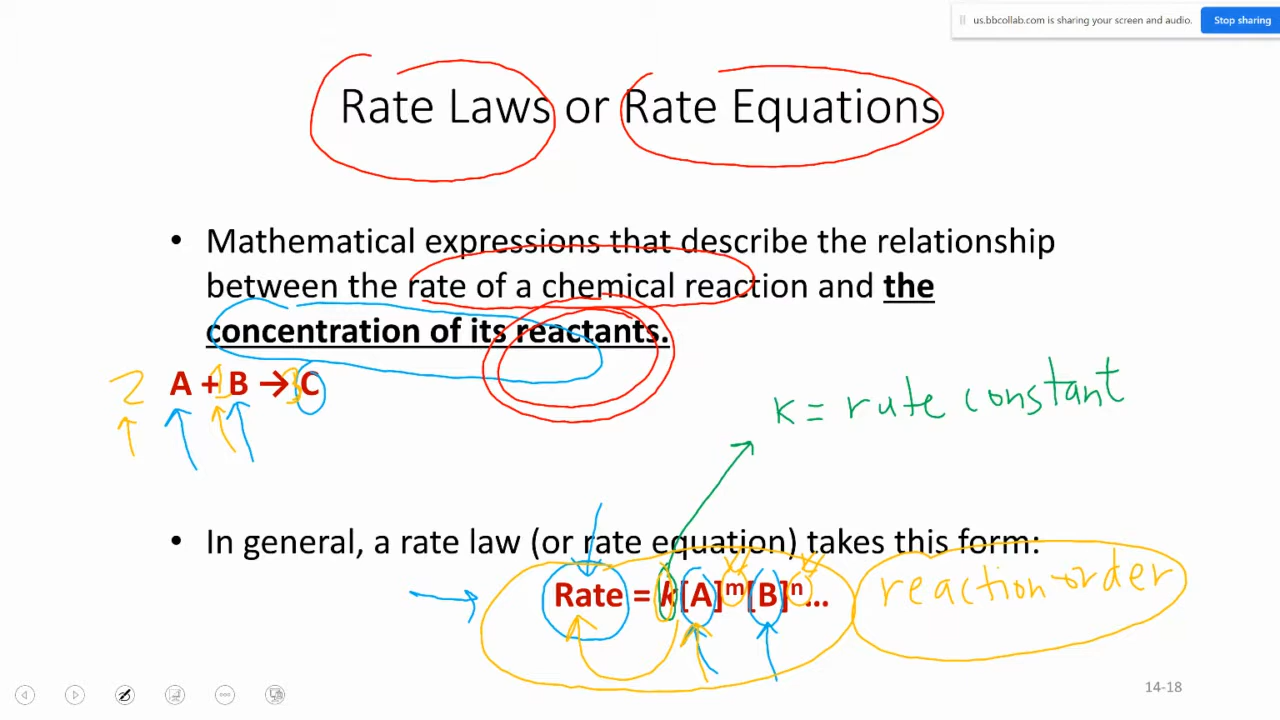 us.bbcollab.com is sharing your screen and audio. Stop sharing
Rate Laws or Rate Equations
• Mathematical expressions that describe the relationship
between the rate of a chemical reaction and the
concentration of its reactants.
2 A + 1 B → 3 C
K = rate constant
• In general, a rate law (or rate equation) takes this form:
Rate = k[A]ᵐ[B]ⁿ...
reaction order
14-18